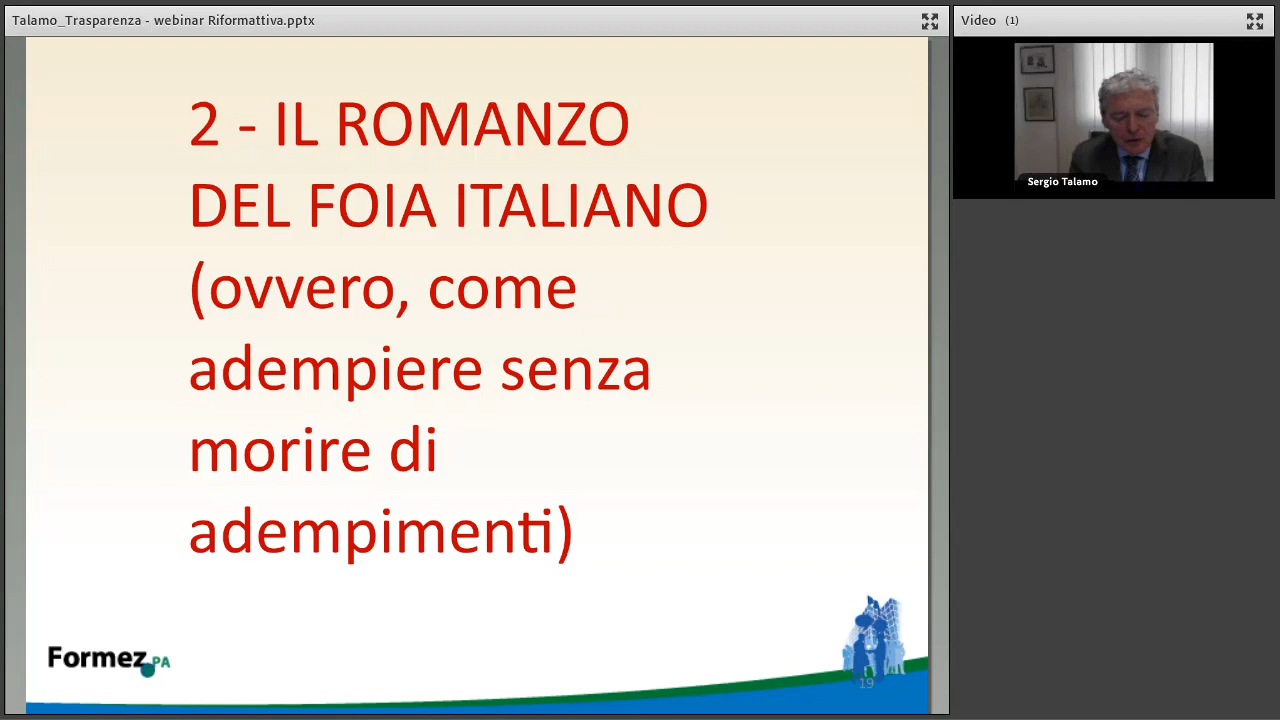 Talamo_Trasparenza - webinar Riformattiva.pptx
Video (1)
2 - IL ROMANZO
DEL FOIA ITALIANO
(ovvero, come
adempiere senza
morire di
adempimenti)
Sergio Talamo
Formez PA
19